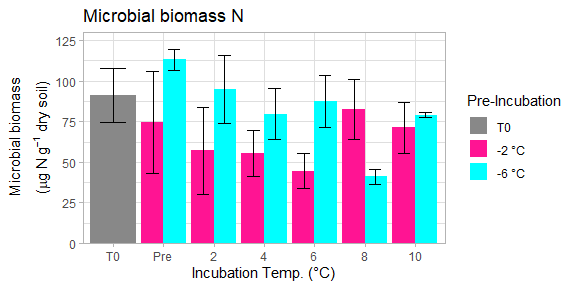 Microbial biomass N
Microbial biomass
(μg N g⁻¹ dry soil)
125
100
75
50
25
0
T0 Pre 2 4 6 8 10
Incubation Temp. (°C)
Pre-Incubation
T0
-2 °C
-6 °C